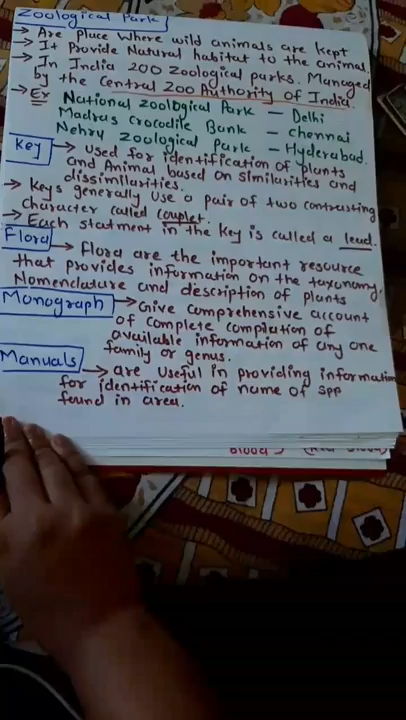 Zoological Park
→ Are place where wild animals are kept
→ It Provide Natural habitat to the animal
→ In India 200 Zoological parks. Managed
by the Central Zoo Authority of India.
→ Ex National Zoological Park — Delhi
Madras Crocodile Bank — Chennai
Nehry Zoological Park — Hyderabad.
Key → Used for identification of plants
and Animal based on similarities and
dissimilarities.
→ Keys generally use a pair of two contrasting
character called couplet.
→ Each statment in the key is called a lead.
Flora → Flora are the important resource
that provides information on the taxonomy,
Nomenclature and description of plants
Monograph → Give comprehensive account
of complete compilation of
available information of any one
family or genus.
Manuals → are useful in providing information
for identification of name of spp
found in area.
Blood